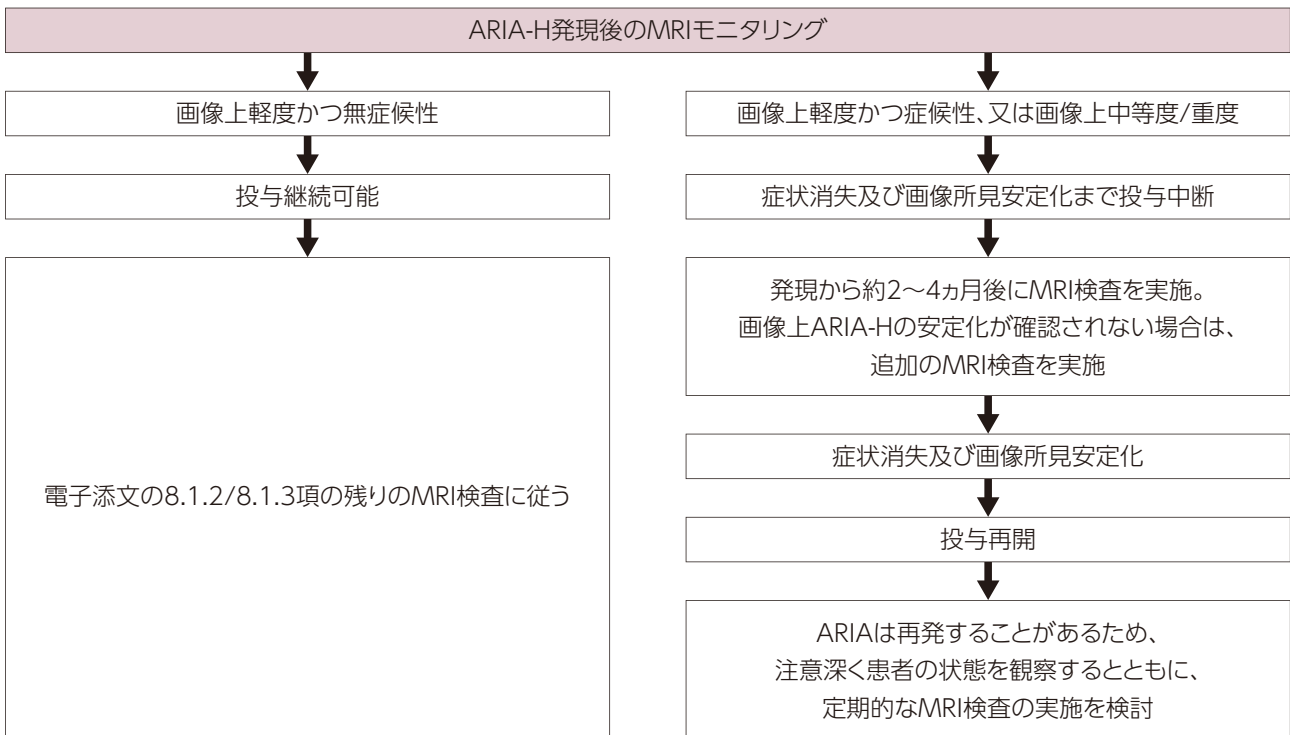 ARIA-H発現後のMRIモニタリング
画像上軽度かつ無症候性
投与継続可能
電子添文の8.1.2/8.1.3項の残りのMRI検査に従う
画像上軽度かつ症候性、又は画像上中等度/重度
症状消失及び画像所見安定化まで投与中断
発現から約2～4ヵ月後にMRI検査を実施。
画像上ARIA-Hの安定化が確認されない場合は、
追加のMRI検査を実施
症状消失及び画像所見安定化
投与再開
ARIAは再発することがあるため、
注意深く患者の状態を観察するとともに、
定期的なMRI検査の実施を検討